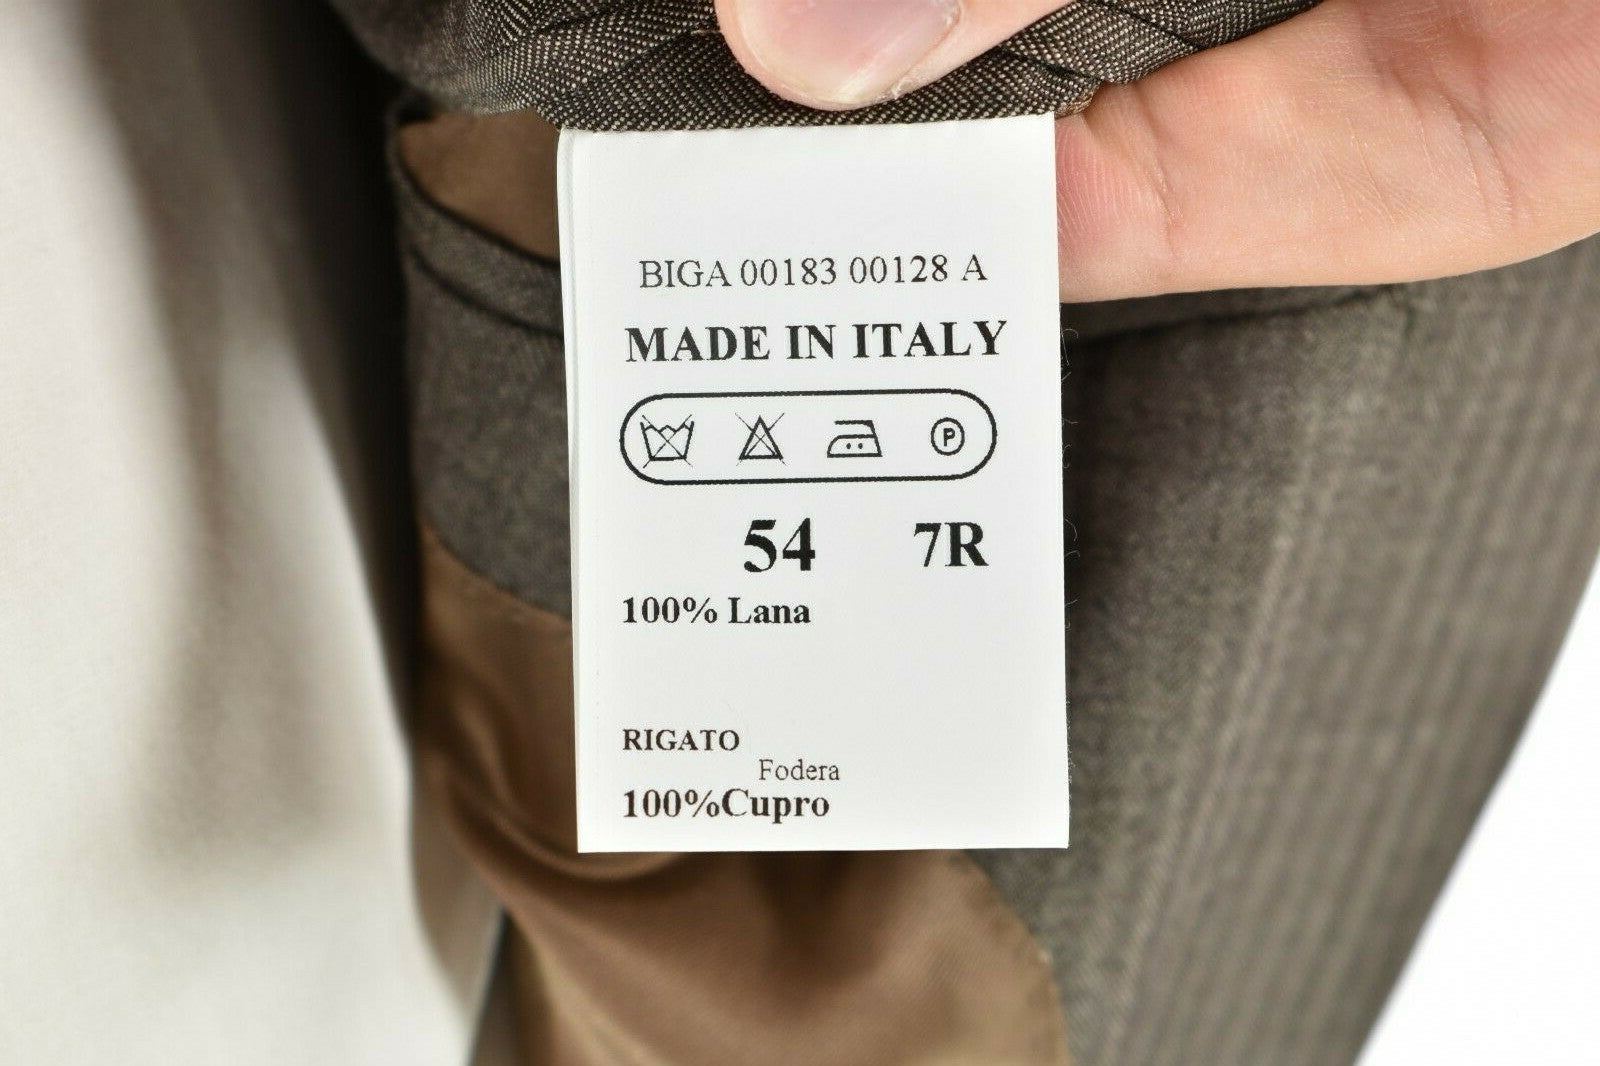 BIGA 00183 00128 A
MADE IN ITALY
P
54 7R
100% Lana
RIGATO
Fodera
100%Cupro